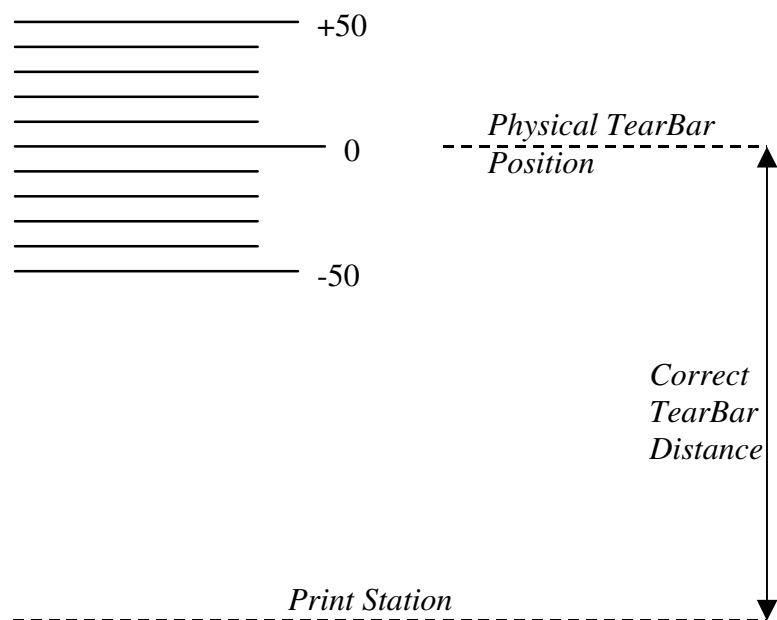 +50
Physical TearBar
0
Position
-50
Correct
TearBar
Distance
Print Station